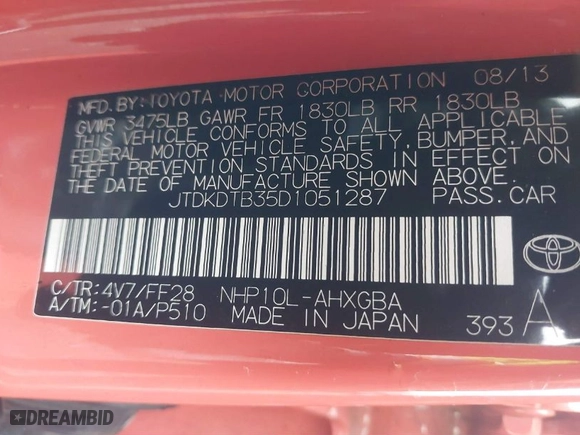 MFD. BY: TOYOTA MOTOR CORPORATION 08/13
GVWR 3475LB GAWR FR 1830LB RR 1830LB
THIS VEHICLE CONFORMS TO ALL APPLICABLE
FEDERAL MOTOR VEHICLE SAFETY, BUMPER, AND
THEFT PREVENTION STANDARDS IN EFFECT ON
THE DATE OF MANUFACTURE SHOWN ABOVE.
JTDKDTB35D1051287 PASS. CAR
C/TR: 4V7/FF28 NHP10L-AHXGBA
A/TM: -01A/P510 MADE IN JAPAN 393 A
TOYOTA
DREAMBID